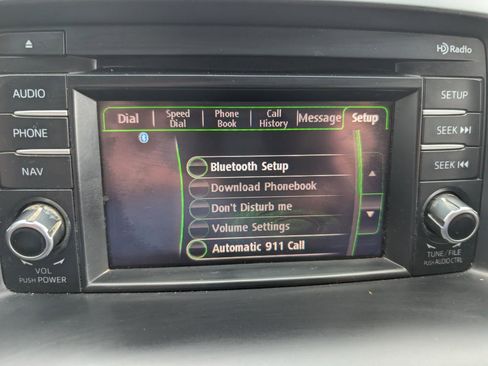 HD Radio
AUDIO
PHONE
NAV
VOL
PUSH POWER
Dial
Speed Dial
Phone Book
Call History
Message
Setup
Bluetooth Setup
Download Phonebook
Don't Disturb me
Volume Settings
Automatic 911 Call
SETUP
SEEK
SEEK
TUNE/FILE
PUSH AUDIO CTRL